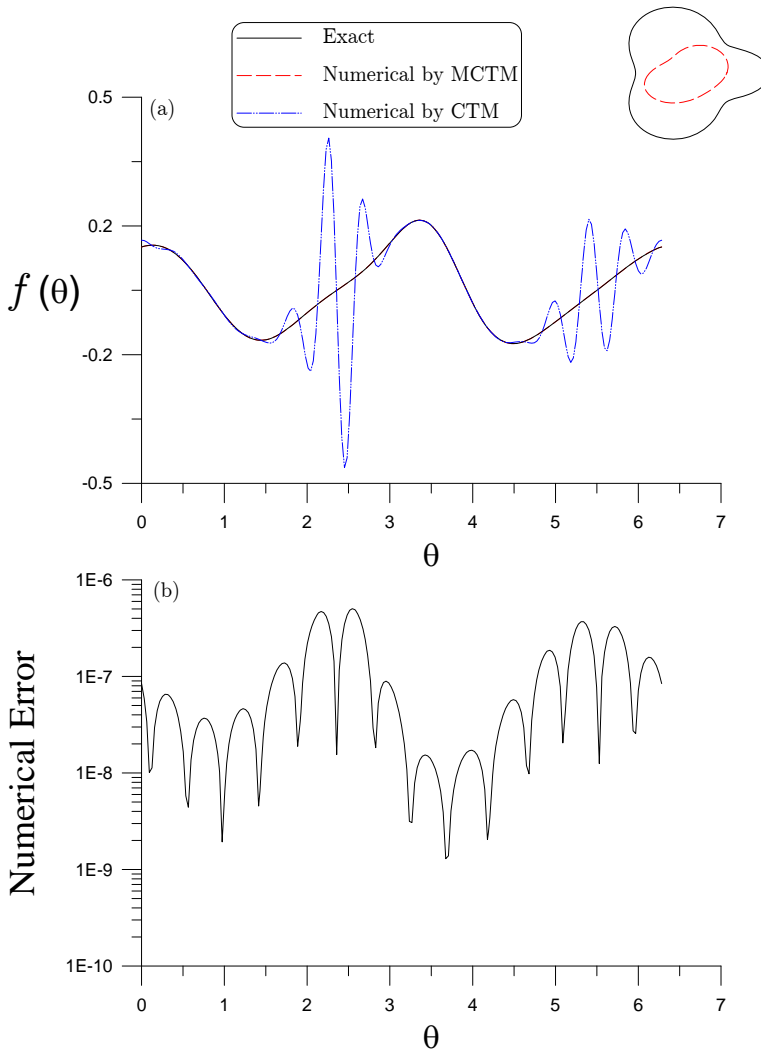 Exact
Numerical by MCTM
Numerical by CTM
(a)
0.5
0.2
-0.2
-0.5
f (θ)
0 1 2 3 4 5 6 7
θ
(b)
1E-6
1E-7
1E-8
1E-9
1E-10
Numerical Error
0 1 2 3 4 5 6 7
θ